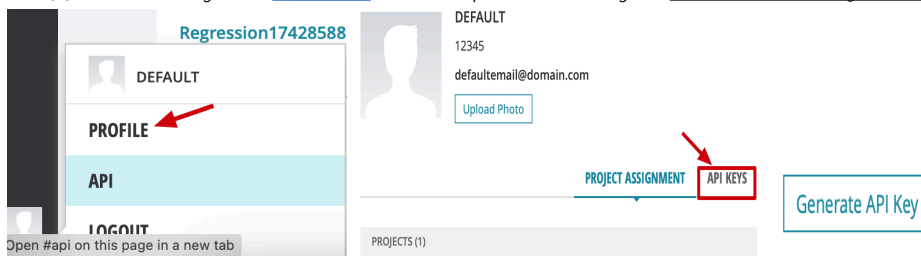 Regression17428588
DEFAULT
PROFILE
API
LOGOUT
Open #api on this page in a new tab
DEFAULT
12345
defaultemail@domain.com
Upload Photo
PROJECT ASSIGNMENT
API KEYS
PROJECTS (1)
Generate API Key